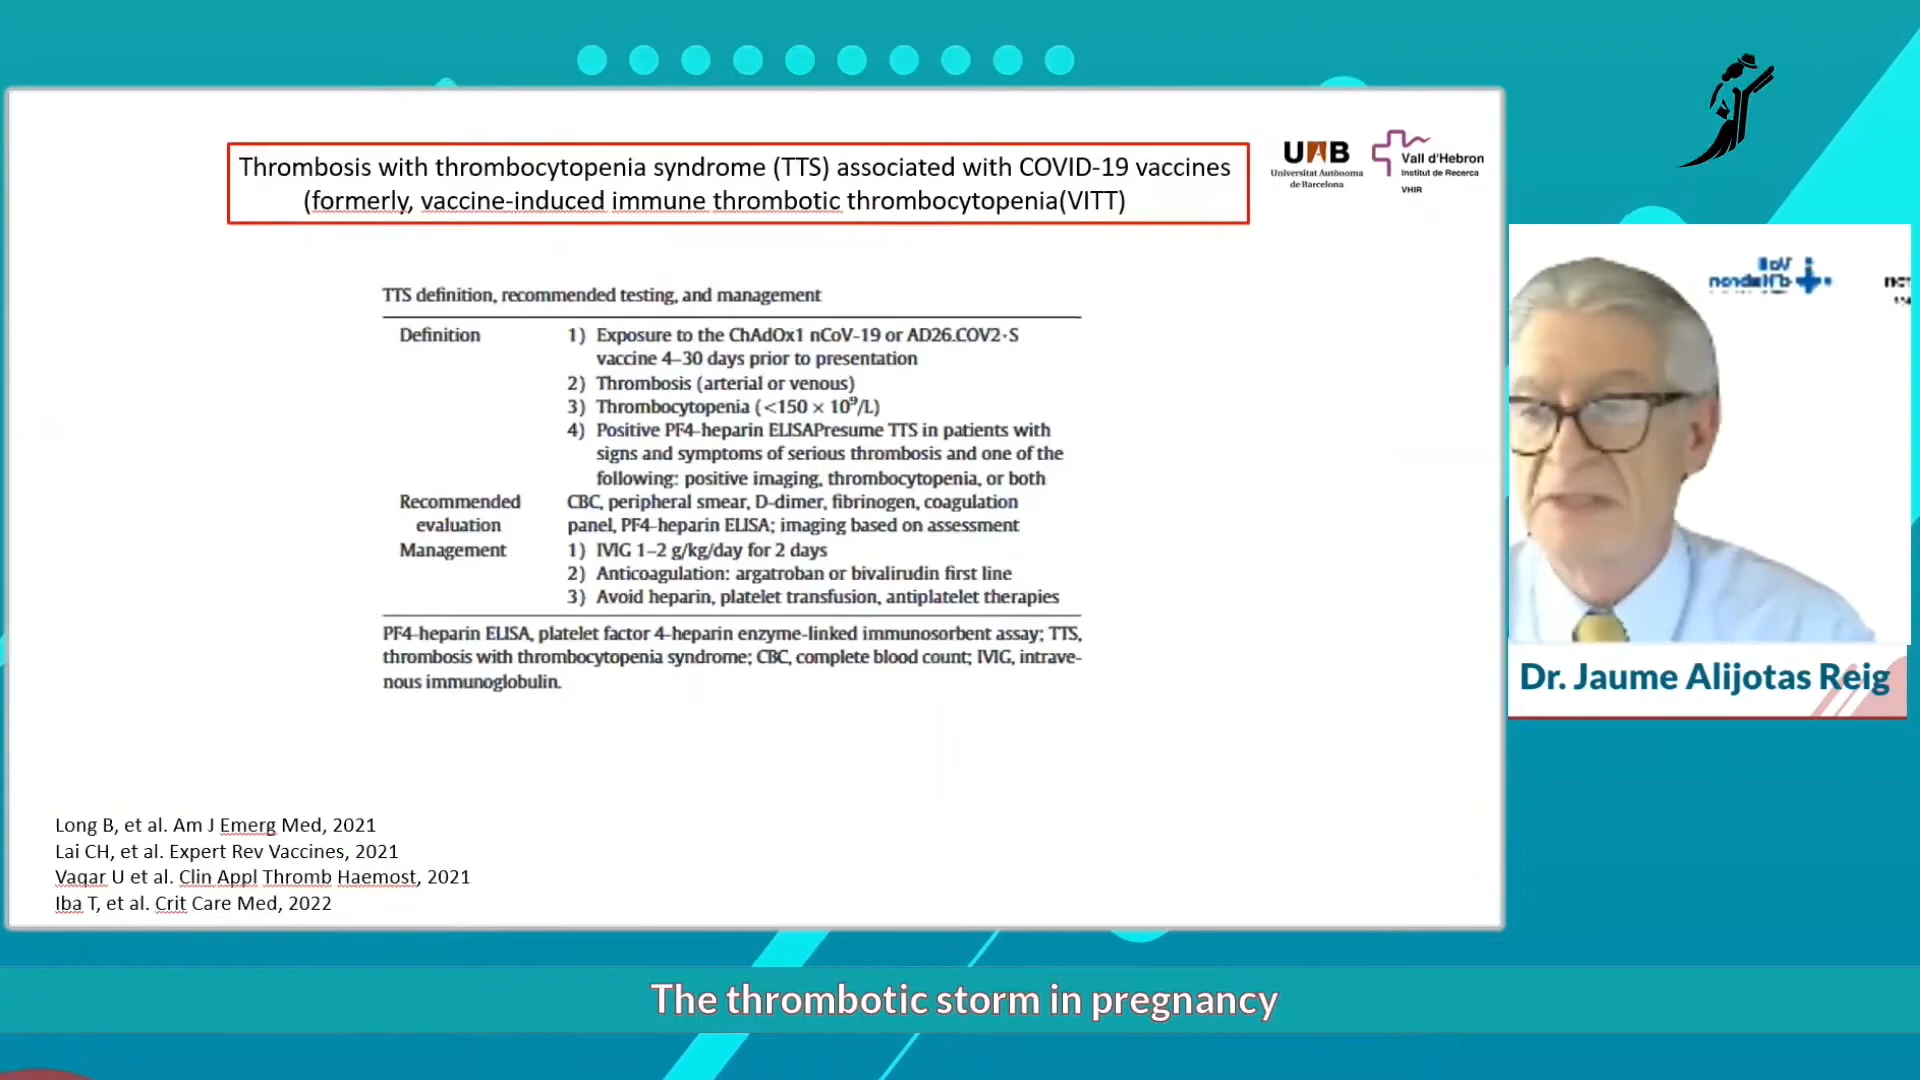 Thrombosis with thrombocytopenia syndrome (TTS) associated with COVID-19 vaccines
(formerly, vaccine-induced immune thrombotic thrombocytopenia(VITT)
UAB
Universitat Autònoma
de Barcelona
Vall d'Hebron
Institut de Recerca
VHIR
TTS definition, recommended testing, and management
Definition
1) Exposure to the ChAdOx1 nCoV-19 or AD26.COV2·S
vaccine 4–30 days prior to presentation
2) Thrombosis (arterial or venous)
3) Thrombocytopenia (<150 × 10⁹/L)
4) Positive PF4-heparin ELISAPresume TTS in patients with
signs and symptoms of serious thrombosis and one of the
following: positive imaging, thrombocytopenia, or both
Recommended
evaluation
CBC, peripheral smear, D-dimer, fibrinogen, coagulation
panel, PF4-heparin ELISA; imaging based on assessment
Management
1) IVIG 1–2 g/kg/day for 2 days
2) Anticoagulation: argatroban or bivalirudin first line
3) Avoid heparin, platelet transfusion, antiplatelet therapies
PF4-heparin ELISA, platelet factor 4-heparin enzyme-linked immunosorbent assay; TTS,
thrombosis with thrombocytopenia syndrome; CBC, complete blood count; IVIG, intrave-
nous immunoglobulin.
Long B, et al. Am J Emerg Med, 2021
Lai CH, et al. Expert Rev Vaccines, 2021
Vaqar U et al. Clin Appl Thromb Haemost, 2021
Iba T, et al. Crit Care Med, 2022
Dr. Jaume Alijotas Reig
The thrombotic storm in pregnancy